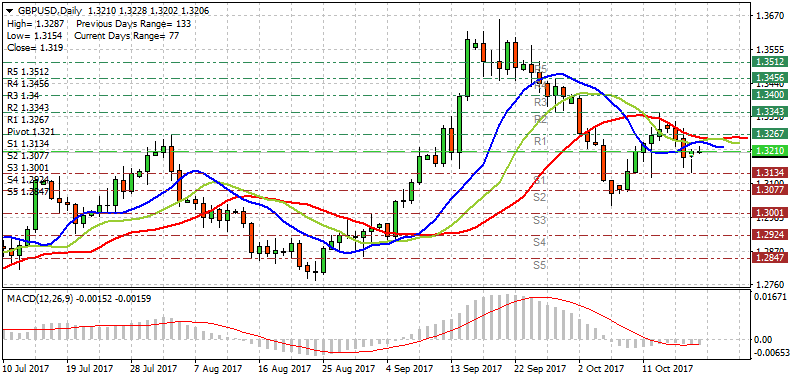 GBPUSD,Daily 1.3210 1.3228 1.3202 1.3206
High= 1.3287 Previous Days Range= 133
Low= 1.3154 Current Days Range= 77
Close= 1.319
R5 1.3512
R4 1.3456
R3 1.34
R2 1.3343
R1 1.3267
Pivot 1.321
S1 1.3134
S2 1.3077
S3 1.3001
S4 1.2924
S5 1.2847
R5
R3
R2
R1
S1
S2
S3
S4
S5
1.3670
1.3555
1.3512
1.3456
1.3400
1.3343
1.3267
1.3210
1.3134
1.3077
1.3001
1.2924
1.2847
1.2760
MACD(12,26,9) -0.00152 -0.00159
0.01671
0.00
-0.00653
10 Jul 2017
19 Jul 2017
28 Jul 2017
7 Aug 2017
16 Aug 2017
25 Aug 2017
4 Sep 2017
13 Sep 2017
22 Sep 2017
2 Oct 2017
11 Oct 2017